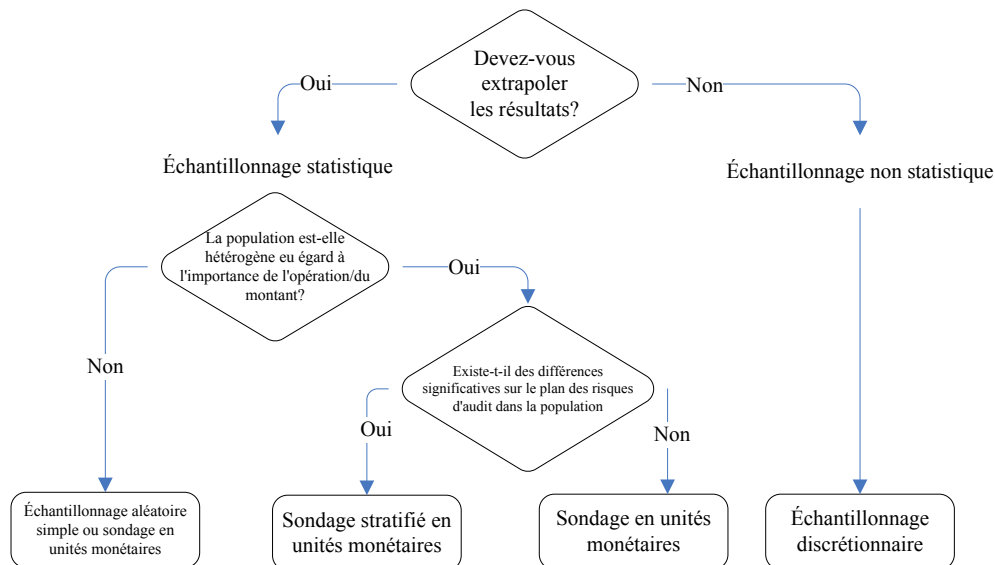 Devez-vous
extrapoler
les résultats?
Oui
Non
Échantillonnage statistique
Échantillonnage non statistique
La population est-elle
hétérogène eu égard à
l'importance de l'opération/du
montant?
Oui
Non
Existe-t-il des différences
significatives sur le plan des risques
d'audit dans la population
Oui
Non
Échantillonnage aléatoire
simple ou sondage en
unités monétaires
Sondage stratifié en
unités monétaires
Sondage en unités
monétaires
Échantillonnage
discrétionnaire